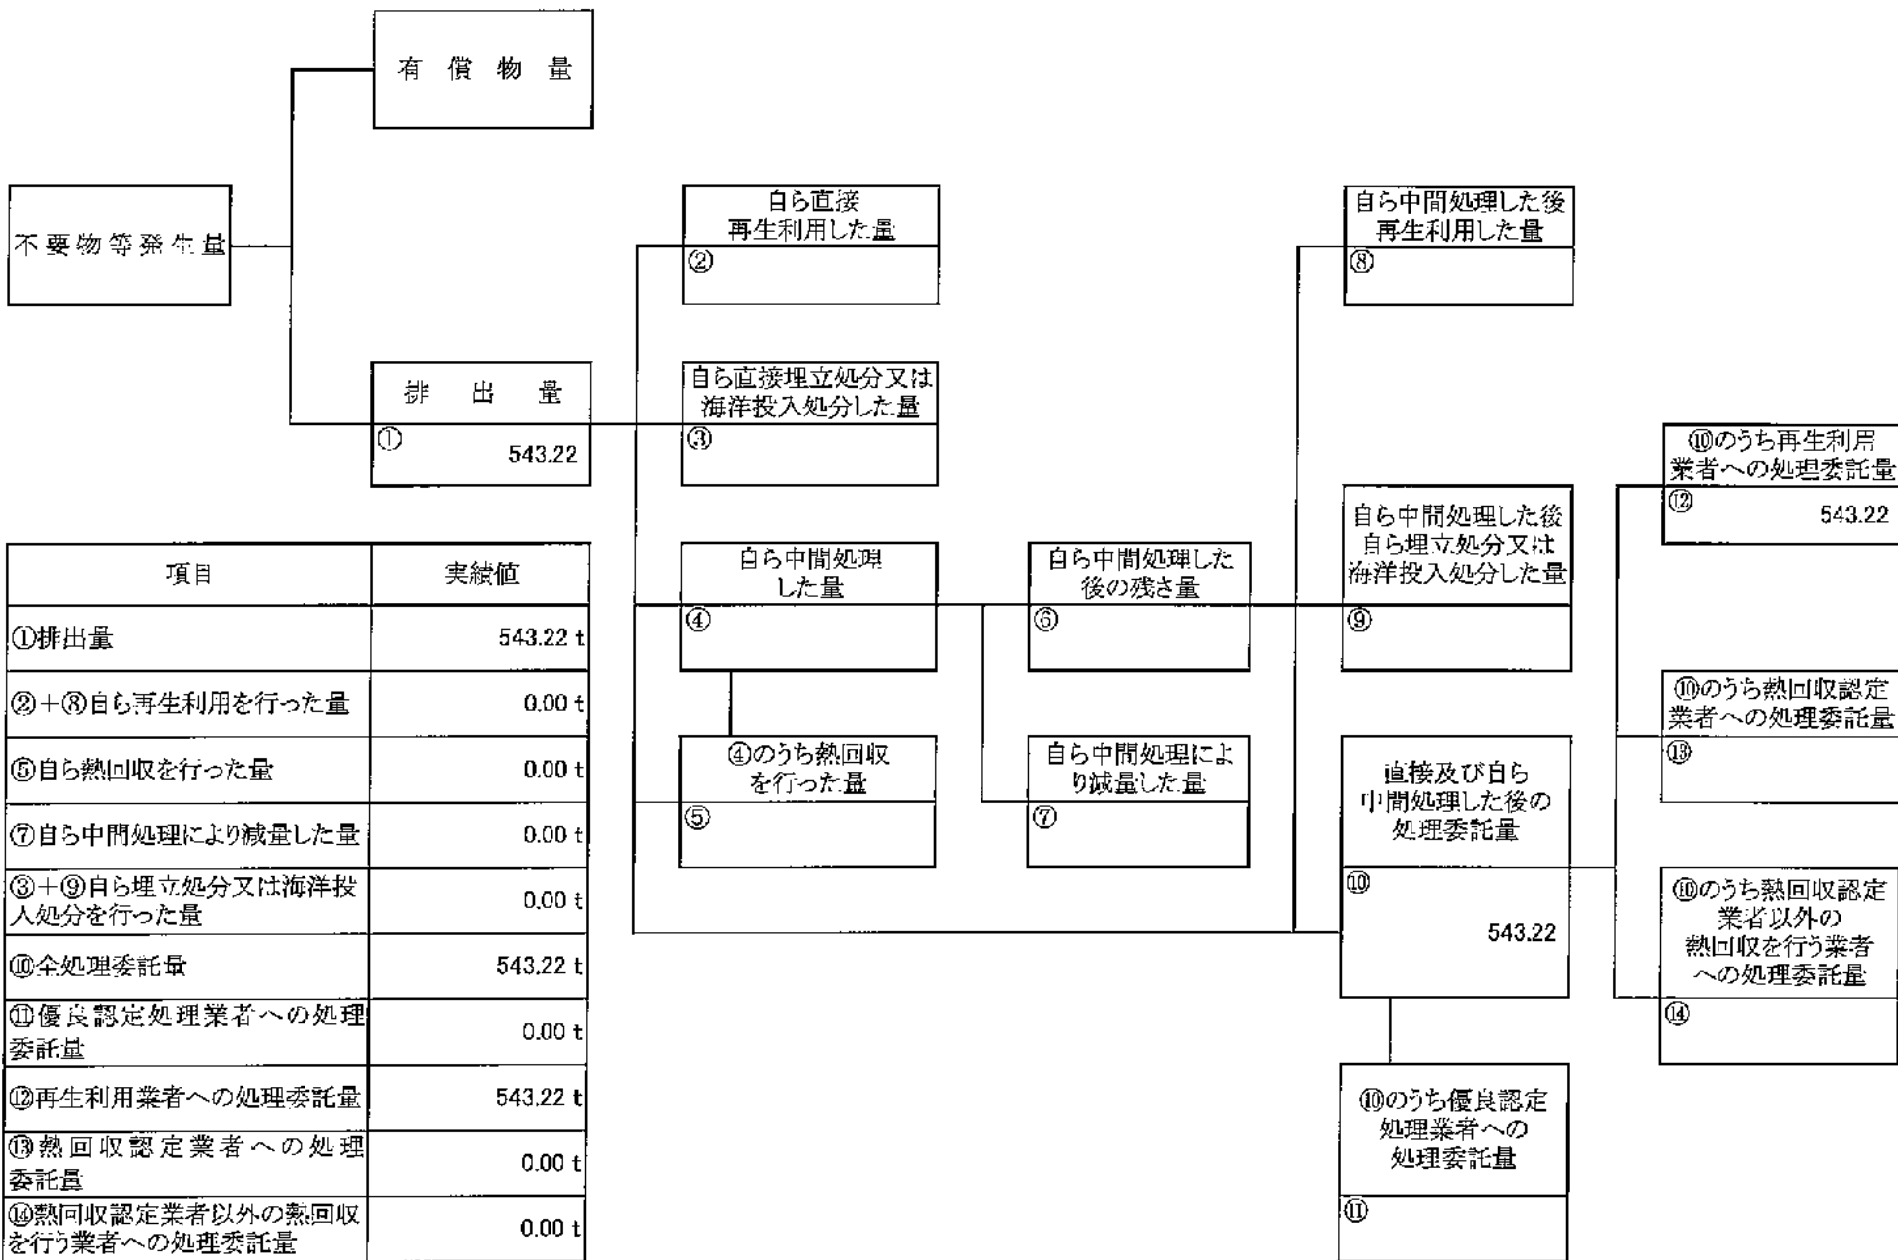 有償物量
不要物等発生量
自ら直接
再生利用した量
②
自ら中間処理した後
再生利用した量
⑧
排出量
①
543.22
自ら直接埋立処分又は
海洋投入処分した量
③
⑩のうち再生利用
業者への処理委託量
⑫
543.22
自ら中間処理
した量
④
自ら中間処理した
後の残さ量
⑥
自ら中間処理した後
自ら埋立処分又は
海洋投入処分した量
⑨
④のうち熱回収
を行った量
⑤
自ら中間処理によ
り減量した量
⑦
直接及び自ら
中間処理した後の
処理委託量
⑩
543.22
⑩のうち熱回収認定
業者への処理委託量
⑬
⑩のうち熱回収認定
業者以外の
熱回収を行う業者
への処理委託量
⑭
⑩のうち優良認定
処理業者への
処理委託量
⑪
項目 実績値
①排出量 543.22 t
②+⑧自ら再生利用を行った量 0.00 t
⑤自ら熱回収を行った量 0.00 t
⑦自ら中間処理により減量した量 0.00 t
③+⑨自ら埋立処分又は海洋投
入処分を行った量 0.00 t
⑩全処理委託量 543.22 t
⑪優良認定処理業者への処理
委託量 0.00 t
⑫再生利用業者への処理委託量 543.22 t
⑬熱回収認定業者への処理
委託量 0.00 t
⑭熱回収認定業者以外の熱回収
を行う業者への処理委託量 0.00 t